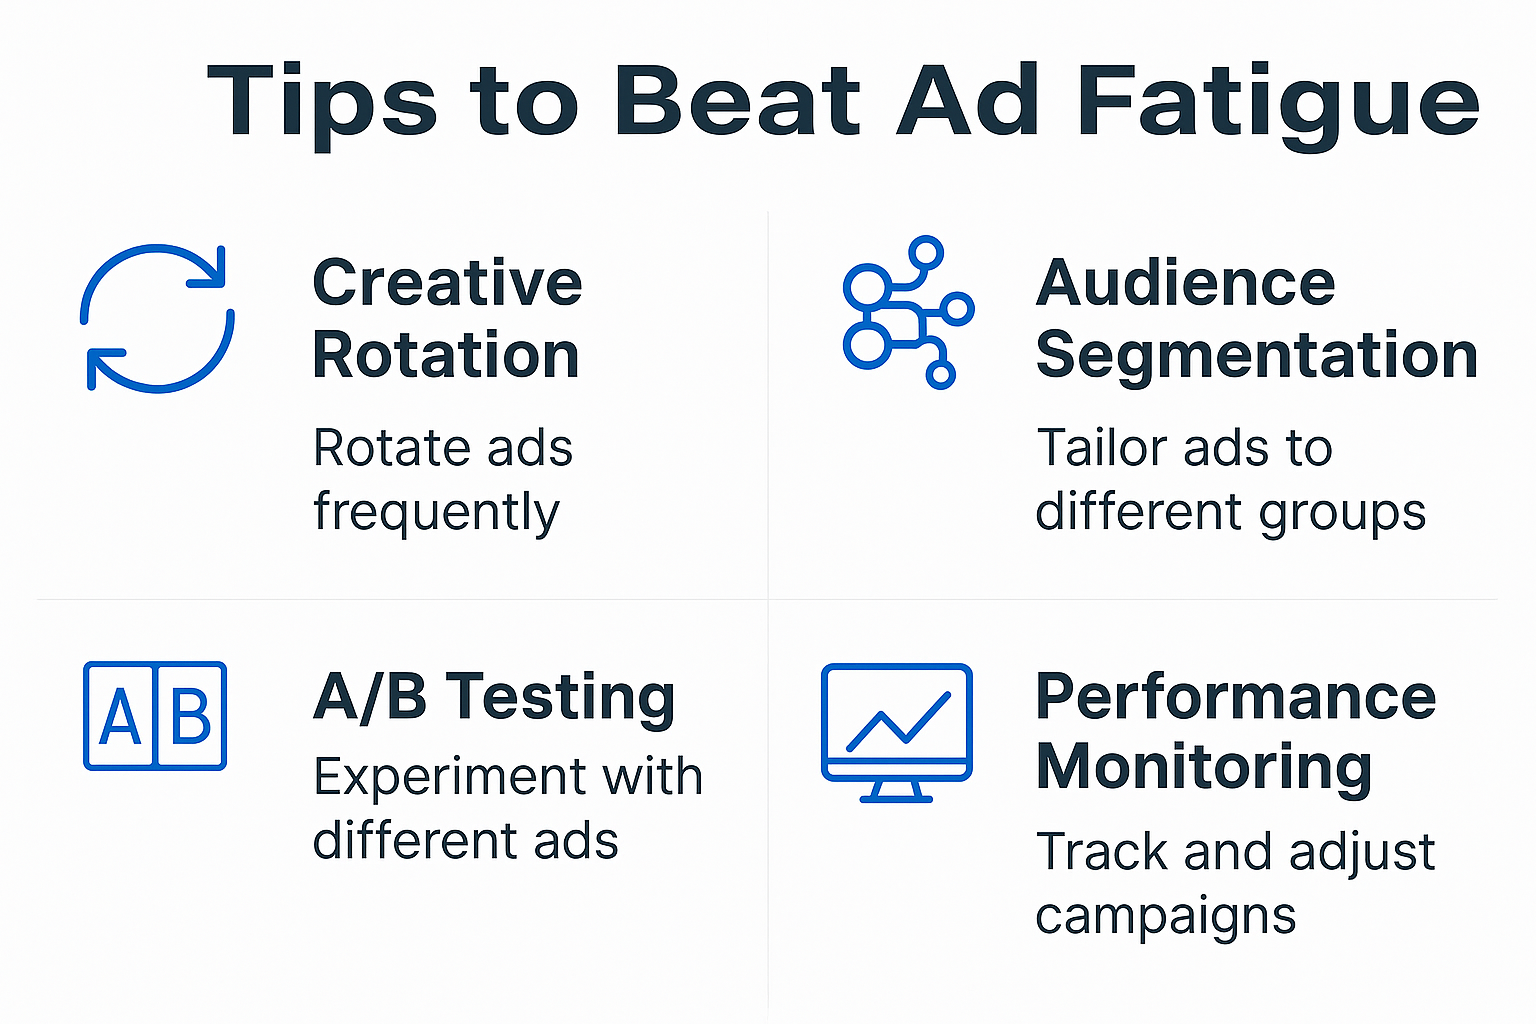 Tips to Beat Ad Fatigue
Creative
Rotation
Rotate ads
frequently
Audience
Segmentation
Tailor ads to
different groups
A B
A/B Testing
Experiment with
different ads
Performance
Monitoring
Track and adjust
campaigns